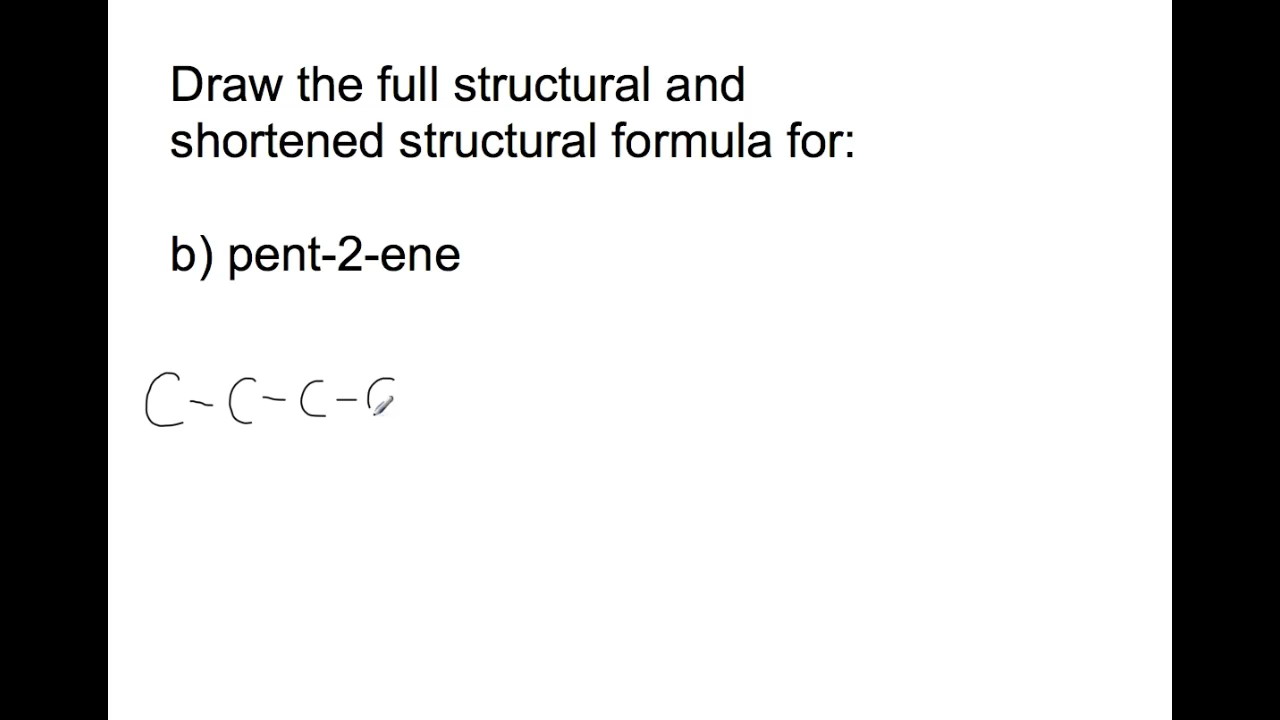 Draw the full structural and
shortened structural formula for:
b) pent-2-ene
C-C-C-C